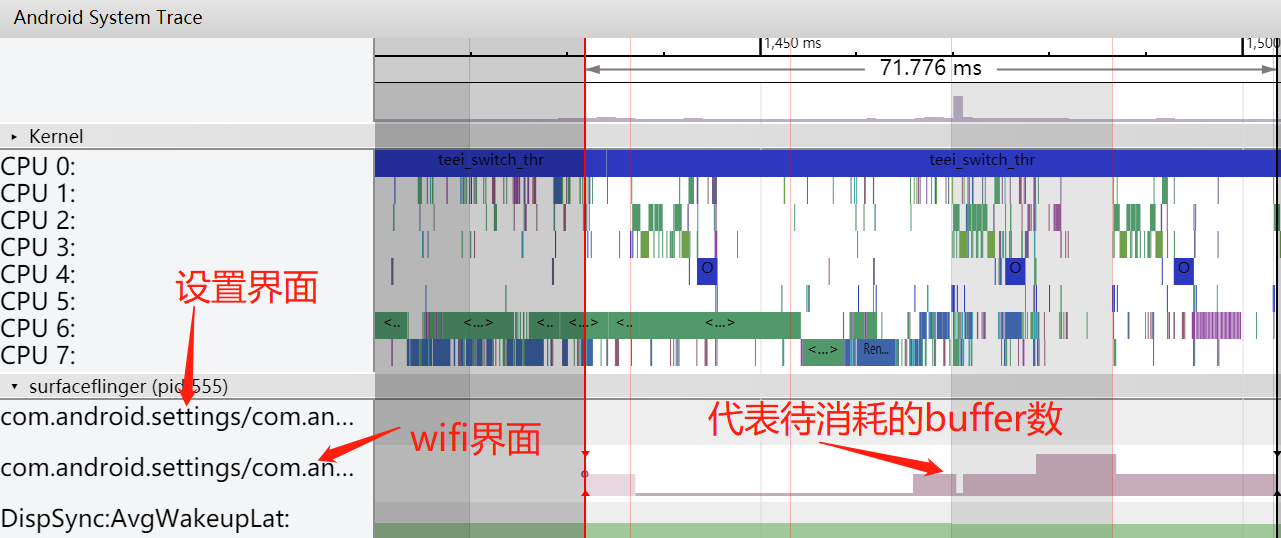 Android System Trace
1,450 ms
1,500
71.776 ms
Kernel
teei_switch_thr
teei_switch_thr
CPU 0:
CPU 1:
CPU 2:
CPU 3:
CPU 4:
O
O
O
设置界面
CPU 5:
CPU 6:
<..
<...>
<..
<...>
<..
<...>
CPU 7:
<...>
Ren...
surfaceflinger (pid 555)
com.android.settings/com.an...
代表待消耗的buffer数
wifi界面
com.android.settings/com.an...
DispSync:AvgWakeupLat: